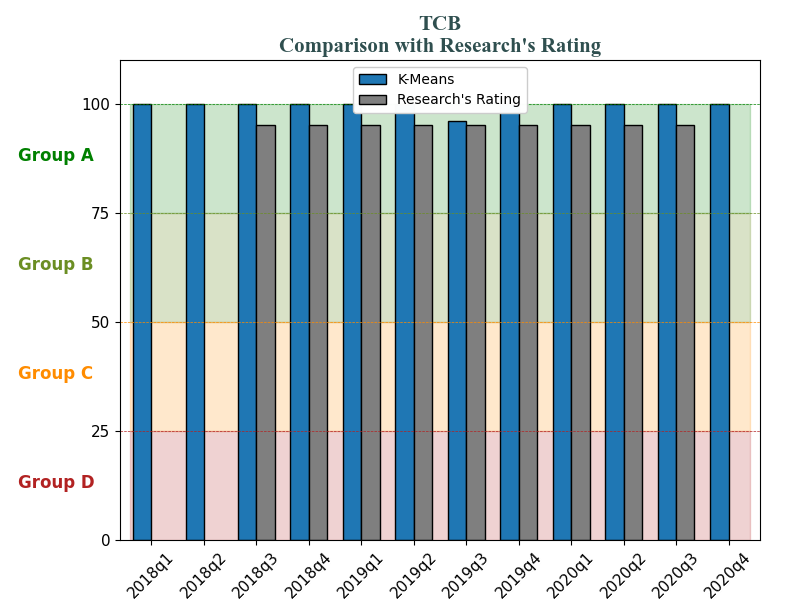 TCB
Comparison with Research's Rating
K-Means
Research's Rating
100
Group A
75
Group B
50
Group C
25
Group D
0
2018q1
2018q2
2018q3
2018q4
2019q1
2019q2
2019q3
2019q4
2020q1
2020q2
2020q3
2020q4